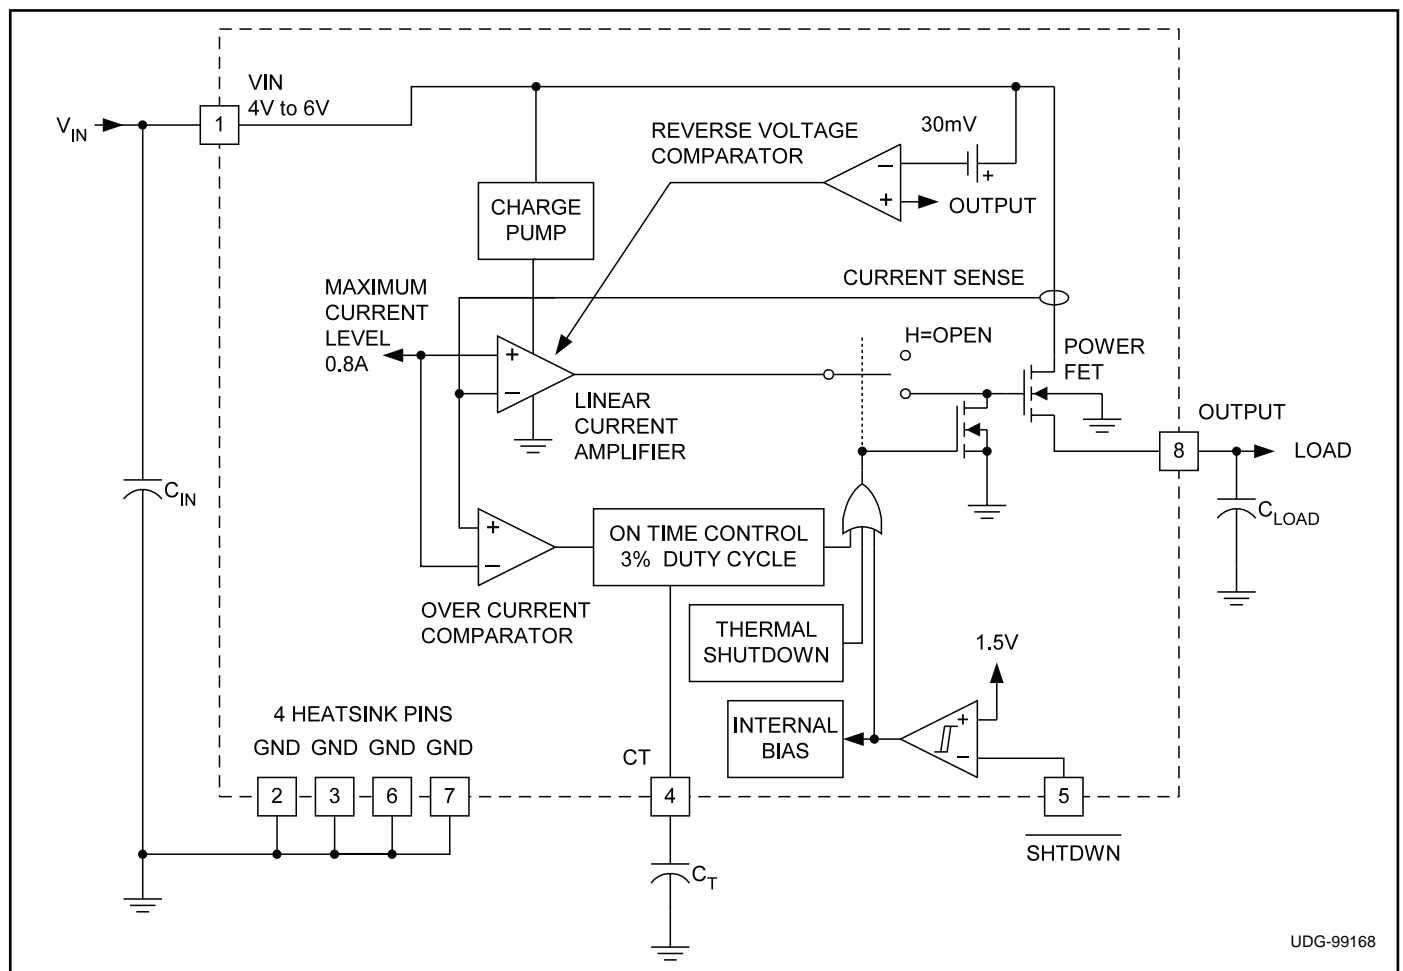 VIN
4V to 6V
V_IN
1
30mV
REVERSE VOLTAGE
COMPARATOR
−
+
+
OUTPUT
CHARGE
PUMP
CURRENT SENSE
MAXIMUM
CURRENT
LEVEL
0.8A
+
−
H=OPEN
POWER
FET
LINEAR
CURRENT
AMPLIFIER
OUTPUT
8
LOAD
C_IN
C_LOAD
+
−
ON TIME CONTROL
3% DUTY CYCLE
OVER CURRENT
COMPARATOR
THERMAL
SHUTDOWN
1.5V
4 HEATSINK PINS
GND GND GND GND
INTERNAL
BIAS
+
−
CT
2 3 6 7
4
5
SHTDWN
C_T
UDG-99168